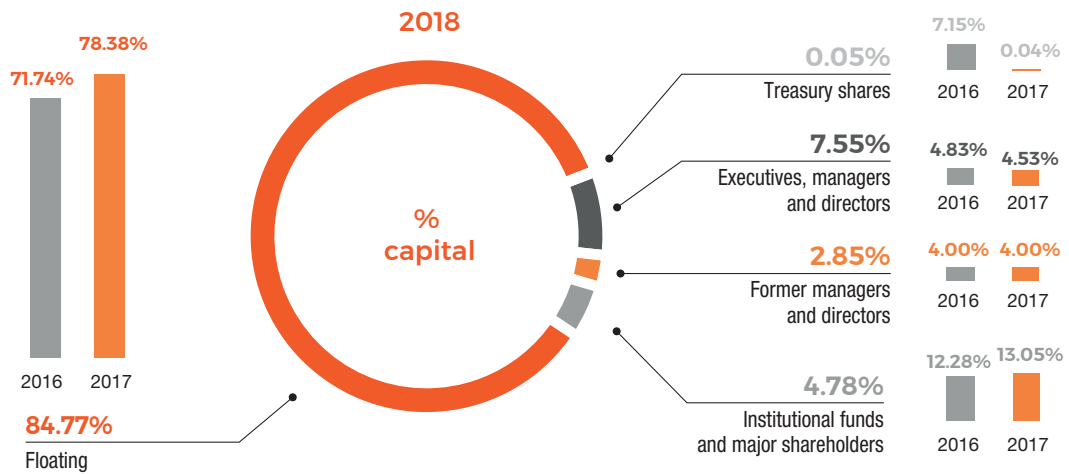 78.38%
71.74%
2016 2017
84.77%
Floating
2018
%
capital
0.05%
Treasury shares
7.15% 0.04%
2016 2017
7.55%
Executives, managers
and directors
4.83% 4.53%
2016 2017
2.85%
Former managers
and directors
4.00% 4.00%
2016 2017
4.78%
Institutional funds
and major shareholders
12.28% 13.05%
2016 2017